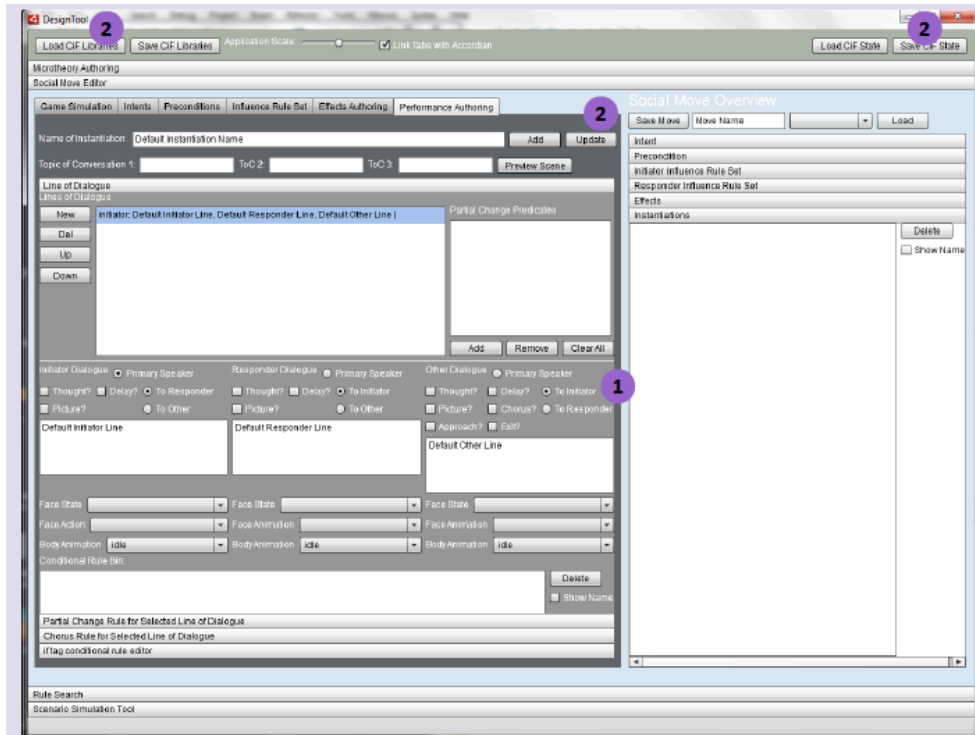 DesignTool
2
2
Load CiF Libraries Save CiF Libraries Application Scale Link Tabs with Accordian Load CiF State Save CiF State
Microtheory Authoring
Social Move Editor
Game Simulation Intents Preconditions Influence Rule Set Effects Authoring Performance Authoring
Social Move Overview
2
Save Move Move Name Load
Name of Instantiation: Default Instantiation Name Add Update
Intent
Precondition
Topic of Conversation 1: ToC 2: ToC 3: Preview Scene
Initiator Influence Rule Set
Responder Influence Rule Set
Line of Dialogue
Effects
Lines of Dialogue
Instantiations
New Initiator: Default Initiator Line, Default Responder Line, Default Other Line | Partial Change Predicates
Delete
Del
Show Name
Up
Down
Add Remove Clear All
Initiator Dialogue Primary Speaker Responder Dialogue Primary Speaker Other Dialogue Primary Speaker
1
Thought? Delay? To Responder Thought? Delay? To Initiator Thought? Delay? To Initiator
Picture? To Other Picture? To Other Picture? Chorus? To Responder
Default Initiator Line Default Responder Line Approach? Exit?
Default Other Line
Face State Face State Face State
Face Action Face Animation Face Animation
Body Animation idle Body Animation idle Body Animation idle
Conditional Rule Bin:
Delete
Show Name
Partial Change Rule for Selected Line of Dialogue
Chorus Rule for Selected Line of Dialogue
if tag conditional rule editor
Rule Search
Scenario Simulation Tool